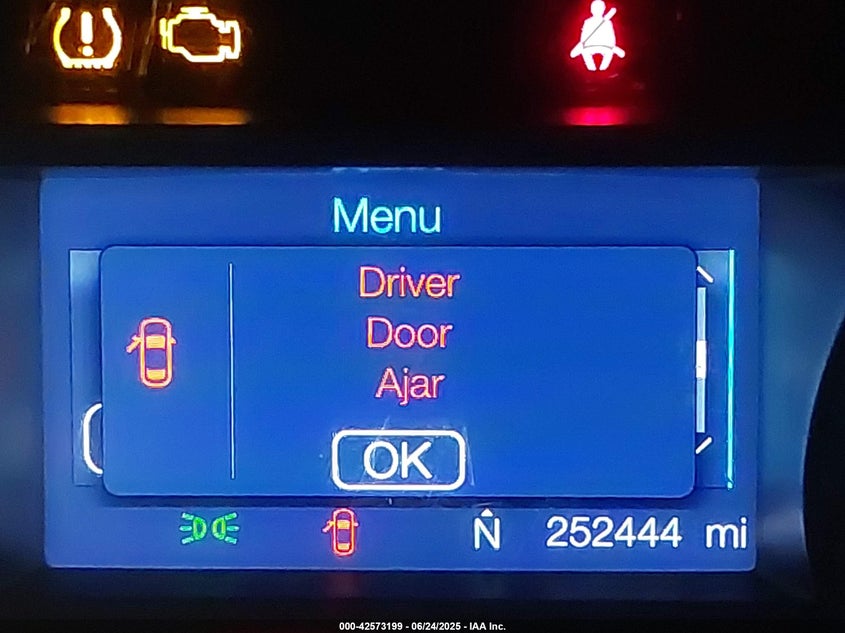 Menu
Driver
Door
Ajar
OK
N 252444 mi
000-42573199 - 06/24/2025 - IAA Inc.